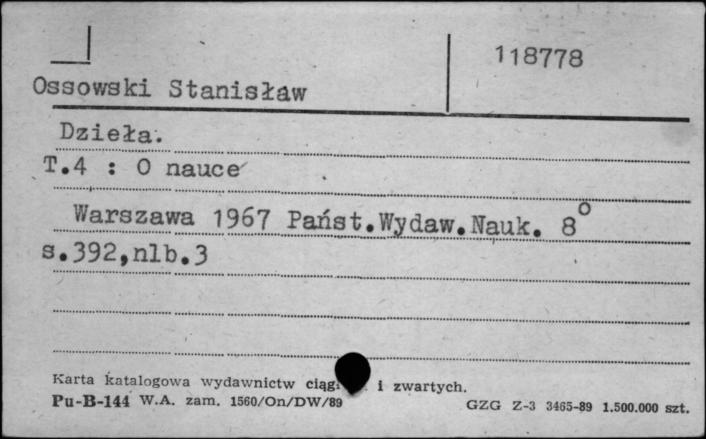 118778
Ossowski Stanisław
Dzieła.
T.4 : O nauce
Warszawa 1967 Państ.Wydaw.Nauk. 8°
s.392,nlb.3
Karta katalogowa wydawnictw i zwartych.
Pu-B-144 W.A. zam. 1560/On/DW/89 GZG Z-3 3465-89 1.500.000 szt.